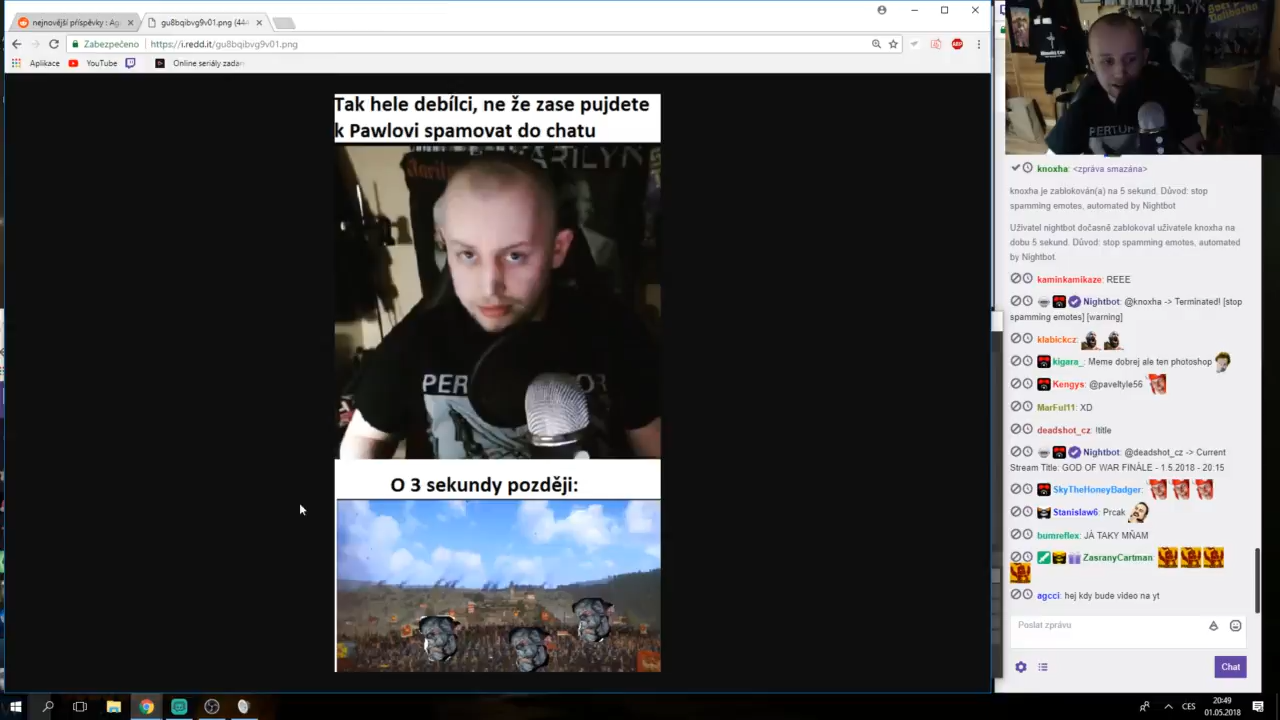 nejnovější příspěvky : Aga
gu8bqibvg9v01.png (444
Zabezpečeno
https://i.redd.it/gu8bqibvg9v01.png
ABP
Aplikace
YouTube
Online seriály zadar
Tak hele debílci, ne že zase pujdete
k Pawlovi spamovat do chatu
MARILYN
PERTUR
O 3 sekundy později:
knoxha: <zpráva smazána>
knoxha je zablokován(a) na 5 sekund. Důvod: stop
spamming emotes, automated by Nightbot
Uživatel nightbot dočasně zablokoval uživatele knoxha na
dobu 5 sekund. Důvod: stop spamming emotes, automated
by Nightbot.
kaminkamikaze: REEE
Nightbot: @knoxha -> Terminated! [stop
spamming emotes] [warning]
klabickcz:
kigara_: Meme dobrej ale ten photoshop
Kengys: @paveltyle56
MarFul11: XD
deadshot_cz: !title
Nightbot: @deadshot_cz -> Current
Stream Title: GOD OF WAR FINÁLE - 1.5.2018 - 20:15
SkyTheHoneyBadger:
Stanislaw6: Prcak
bumreflex: JÁ TAKY MŇAM
ZasranyCartman
agcci: hej kdy bude video na yt
Poslat zprávu
Chat
CES
20:49
01.05.2018